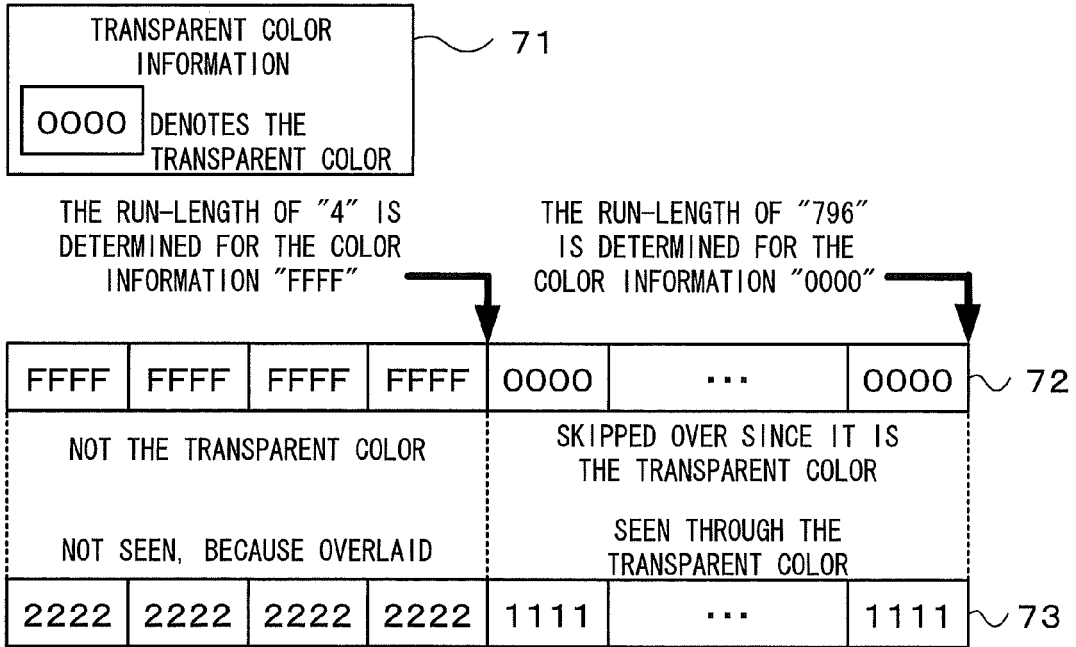 TRANSPARENT COLOR
INFORMATION
71
0000 DENOTES THE
TRANSPARENT COLOR
THE RUN-LENGTH OF "4" IS
DETERMINED FOR THE COLOR
INFORMATION "FFFF"
THE RUN-LENGTH OF "796"
IS DETERMINED FOR THE
COLOR INFORMATION "0000"
FFFF FFFF FFFF FFFF 0000 ... 0000 72
NOT THE TRANSPARENT COLOR
SKIPPED OVER SINCE IT IS
THE TRANSPARENT COLOR
NOT SEEN, BECAUSE OVERLAID
SEEN THROUGH THE
TRANSPARENT COLOR
2222 2222 2222 2222 1111 ... 1111 73